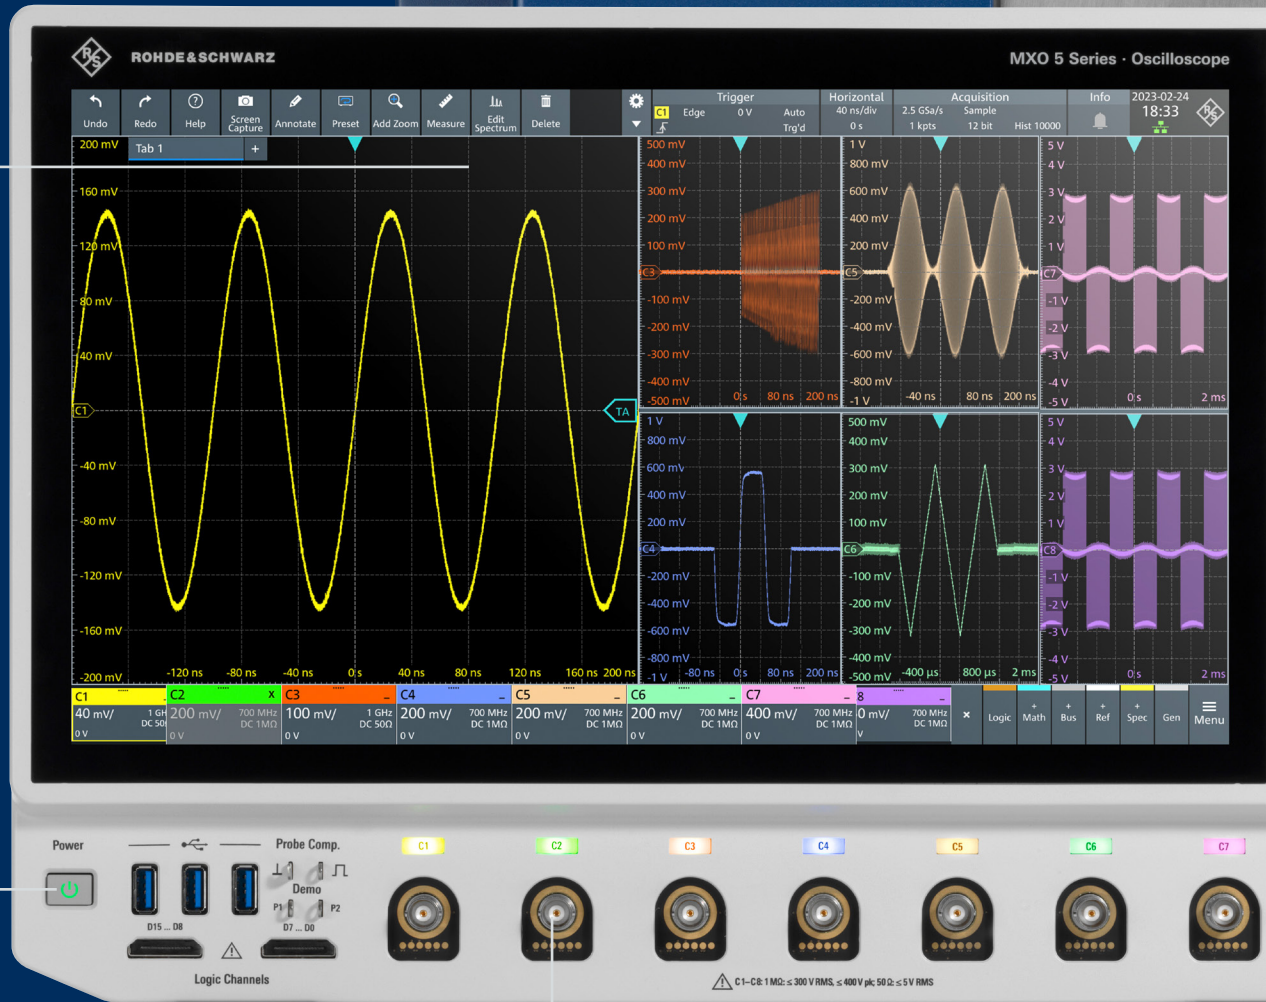 R&S
ROHDE&SCHWARZ
MXO 5 Series · Oscilloscope
Undo
Redo
Help
Screen
Capture
Annotate
Preset
Add Zoom
Measure
Edit
Spectrum
Delete
C1
Trigger
Edge
0 V
Auto
Trg'd
Horizontal
40 ns/div
0 s
Acquisition
2.5 GSa/s
Sample
1 kpts
12 bit
Hist 10000
Info
2023-02-24
18:33
Tab 1
+
200 mV
160 mV
120 mV
80 mV
40 mV
C1
-40 mV
-80 mV
-120 mV
-160 mV
-200 mV
TA
-120 ns
-80 ns
-40 ns
0 s
40 ns
80 ns
120 ns
160 ns
200 ns
500 mV
400 mV
300 mV
200 mV
100 mV
C3
-100 mV
-200 mV
-300 mV
-400 mV
-500 mV
0 s
80 ns
200 ns
1 V
800 mV
600 mV
400 mV
200 mV
C5
-200 mV
-400 mV
-600 mV
-800 mV
-1 V
-40 ns
80 ns
200 ns
5 V
4 V
3 V
2 V
1 V
C7
-1 V
-2 V
-3 V
-4 V
-5 V
0 s
2 ms
1 V
800 mV
600 mV
400 mV
200 mV
C4
-200 mV
-400 mV
-600 mV
-800 mV
-1 V
-80 ns
0 s
80 ns
200 ns
500 mV
400 mV
300 mV
200 mV
100 mV
C6
-100 mV
-200 mV
-300 mV
-400 mV
-500 mV
-400 µs
800 µs
2 ms
5 V
4 V
3 V
2 V
1 V
C8
-1 V
-2 V
-3 V
-4 V
-5 V
0 s
2 ms
C1
40 mV/
1 GH
DC 50
0 V
C2 x
200 mV/
700 MHz
DC 1MΩ
0 V
C3
100 mV/
1 GHz
DC 50Ω
0 V
C4
200 mV/
700 MHz
DC 1MΩ
0 V
C5
200 mV/
700 MHz
DC 1MΩ
0 V
C6
200 mV/
700 MHz
DC 1MΩ
0 V
C7
400 mV/
700 MHz
DC 1MΩ
0 V
8
0 mV/
700 MHz
DC 1MΩ
V
×
Logic
+
Math
+
Bus
+
Ref
+
Spec
Gen
Menu
Power
Probe Comp.
Demo
P1
P2
D15 ... D8
D7 ... D0
Logic Channels
C1
C2
C3
C4
C5
C6
C7
C1–C8: 1 MΩ: ≤ 300 V RMS, ≤ 400 V pk; 50 Ω: ≤ 5 V RMS